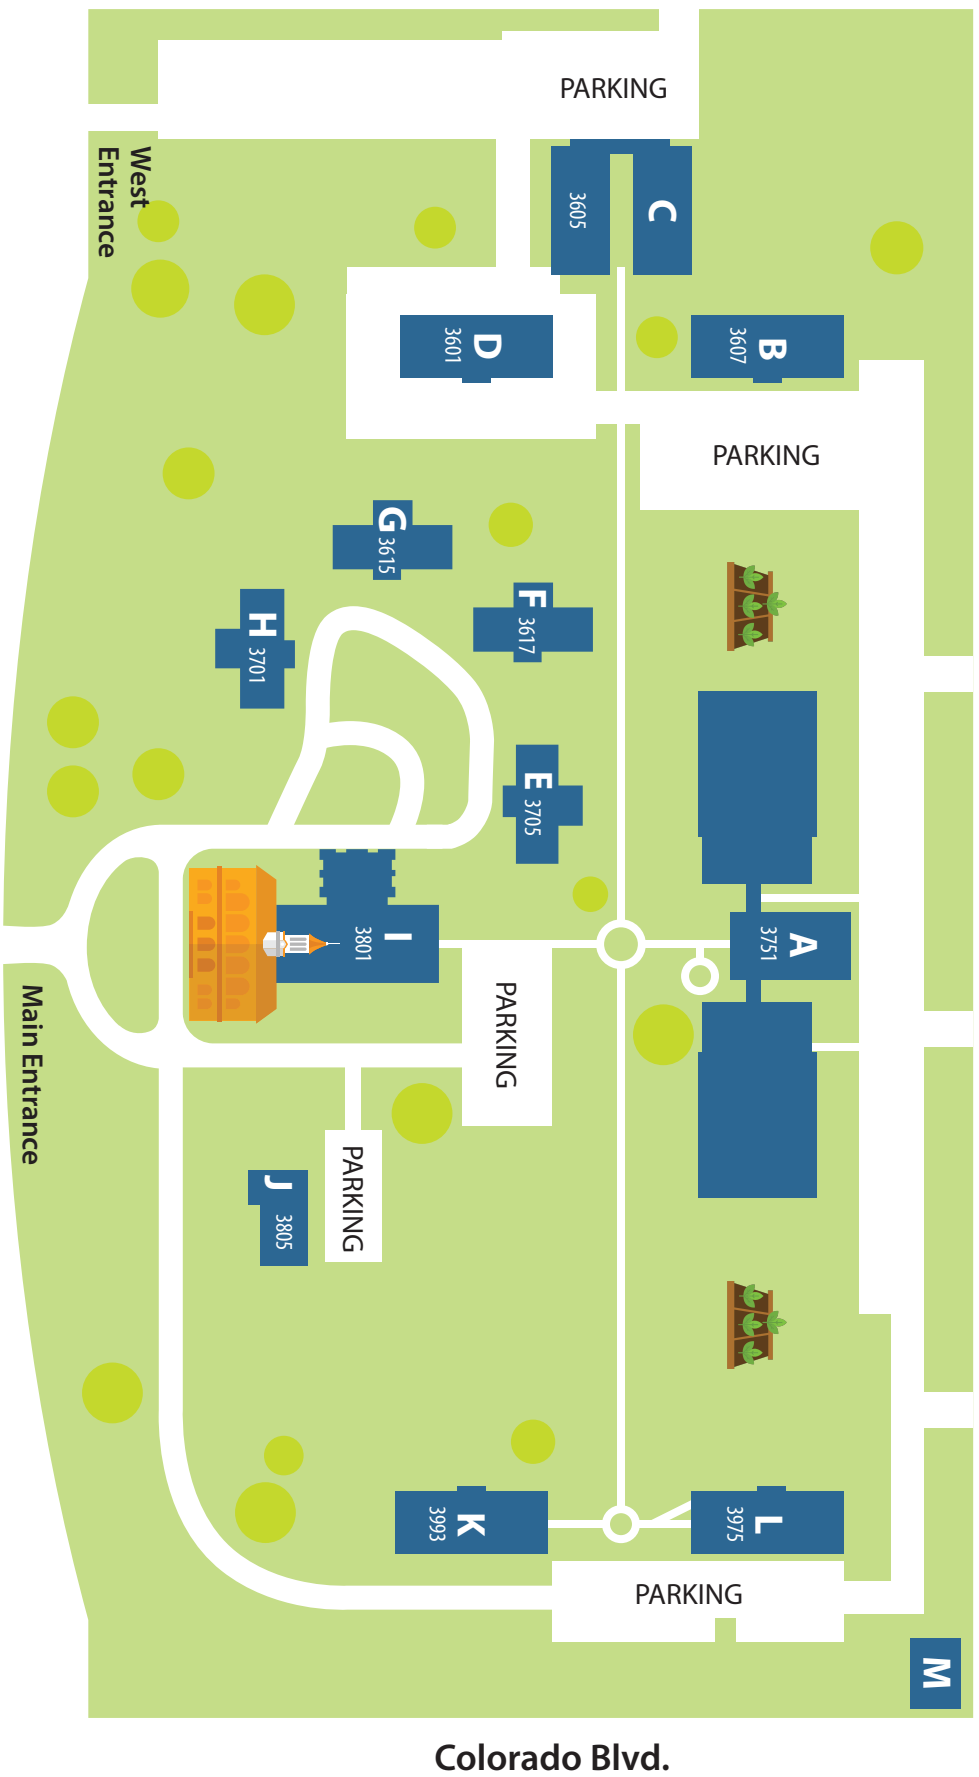 PARKING
West
Entrance
C
3605
D
3601
B
3607
PARKING
G
3615
F
3617
H
3701
E
3705
A
3751
I
3801
PARKING
Main Entrance
PARKING
J
3805
K
3993
L
3975
PARKING
M
Colorado Blvd.